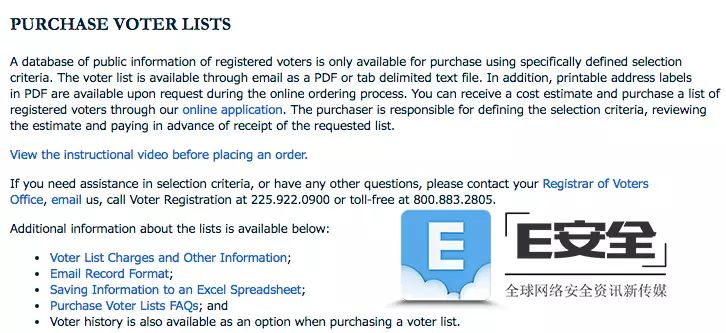 PURCHASE VOTER LISTS
A database of public information of registered voters is only available for purchase using specifically defined selection
criteria. The voter list is available through email as a PDF or tab delimited text file. In addition, printable address labels
in PDF are available upon request during the online ordering process. You can receive a cost estimate and purchase a list of
registered voters through our online application. The purchaser is responsible for defining the selection criteria, reviewing
the estimate and paying in advance of receipt of the requested list.
View the instructional video before placing an order.
If you need assistance in selection criteria, or have any other questions, please contact your Registrar of Voters
Office, email us, call Voter Registration at 225.922.0900 or toll-free at 800.883.2805.
Additional information about the lists is available below:
• Voter List Charges and Other Information;
• Email Record Format;
• Saving Information to an Excel Spreadsheet;
• Purchase Voter Lists FAQs; and
• Voter history is also available as an option when purchasing a voter list.
E
E安全
全球网络安全资讯新传媒